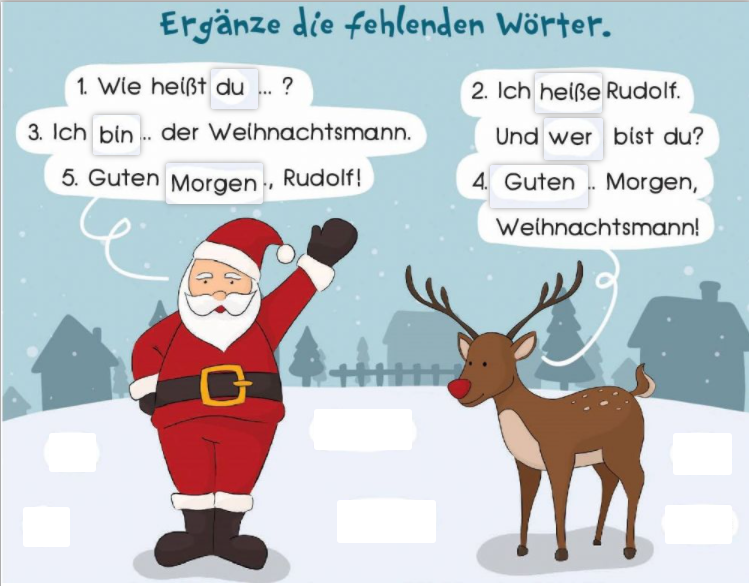 Ergänze die fehlenden Wörter.
1. Wie heißt du ... ?
3. Ich bin .. der Weihnachtsmann.
5. Guten Morgen ., Rudolf!
2. Ich heiße Rudolf.
Und wer bist du?
4. Guten .. Morgen,
Weihnachtsmann!